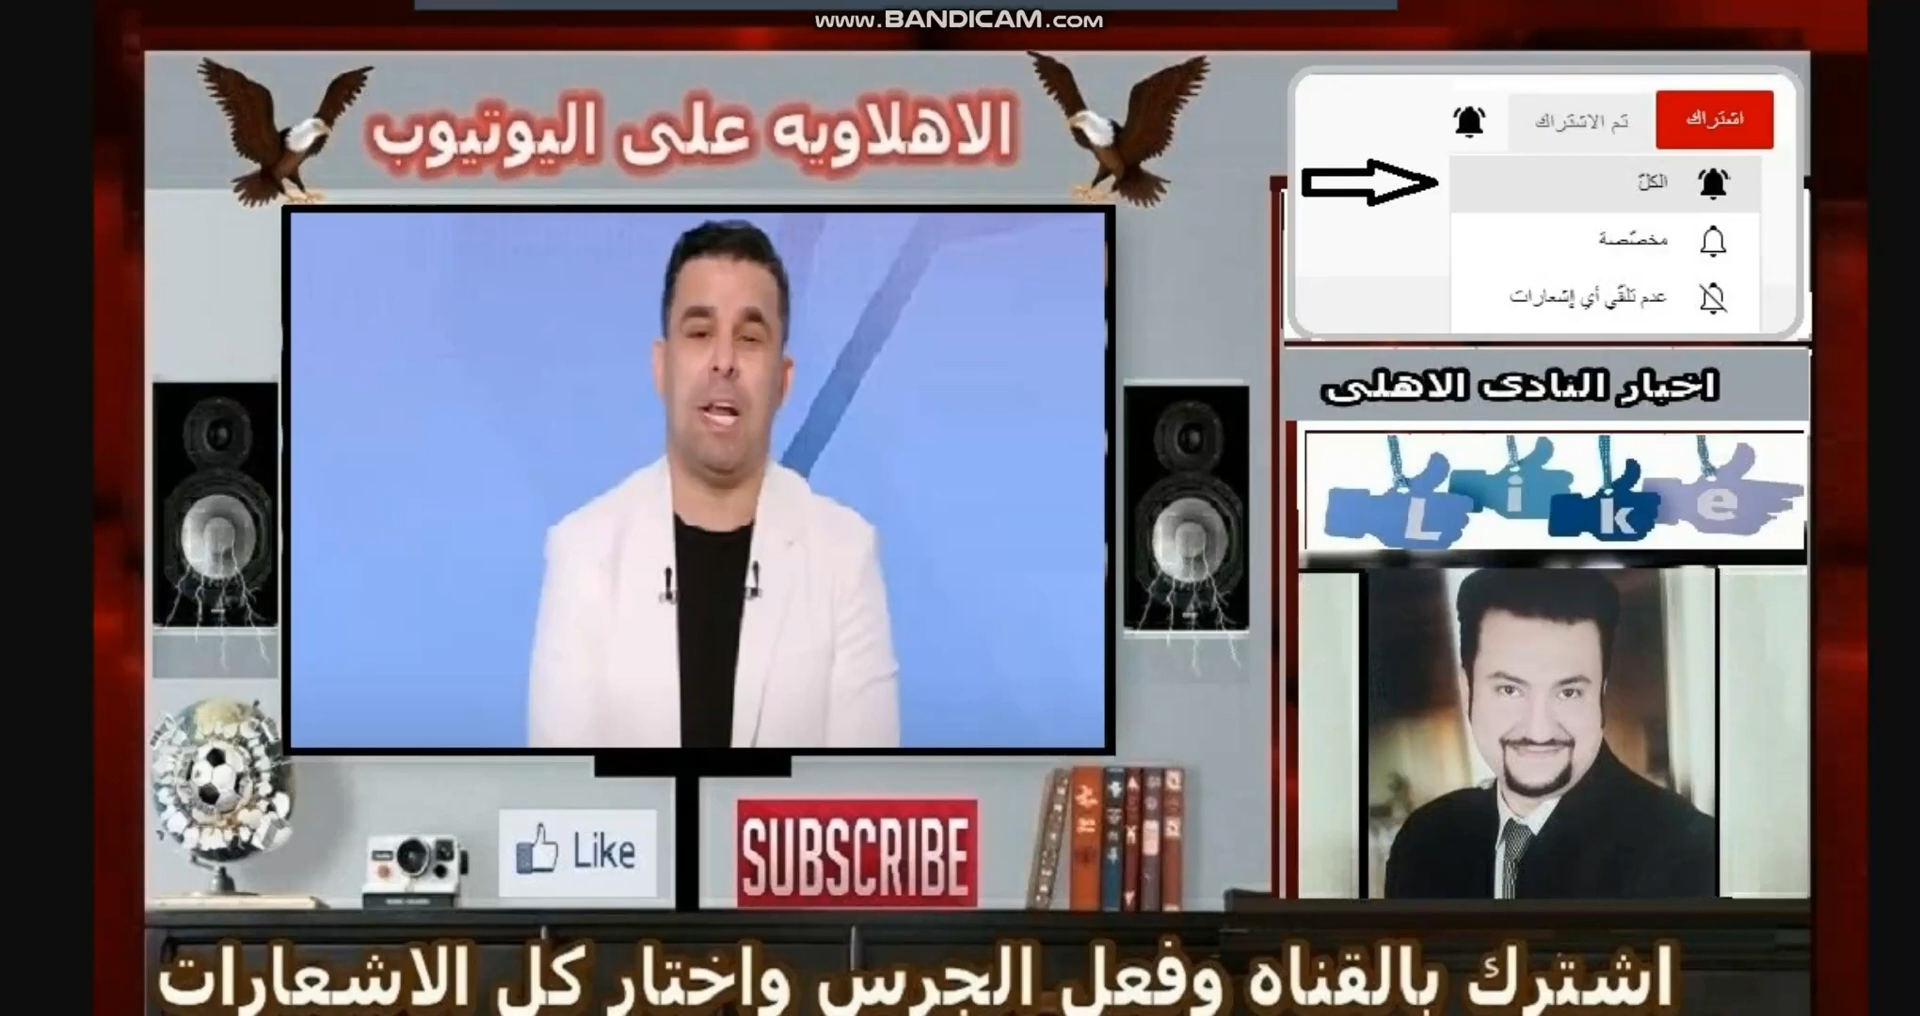 www.BANDICAM.com
الاهلاويه على اليوتيوب
اشتراك
تم الاشتراك
الكلّ
مخصّصة
عدم تلقّي أي إشعارات
اخبار النادى الاهلى
Like
Like
SUBSCRIBE
اشترك بالقناه وفعل الجرس واختار كل الاشعارات